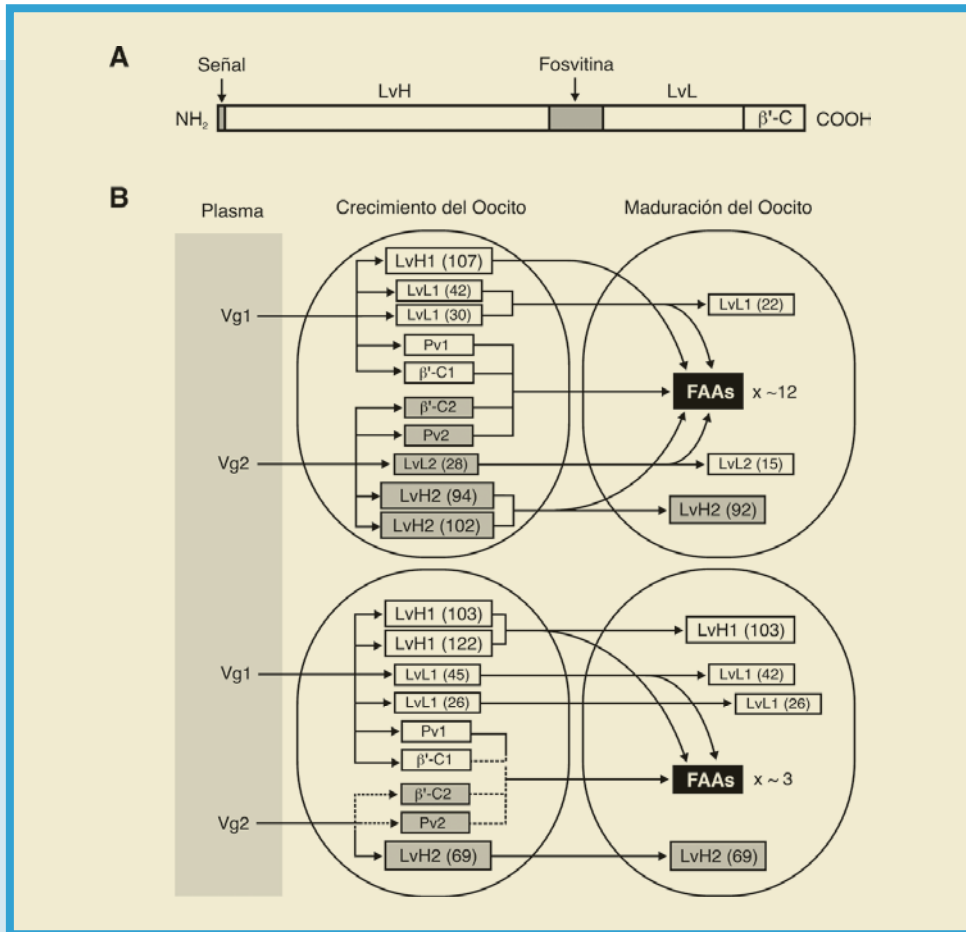 A
Señal
Fosvitina
LvH
LvL
NH₂
β'-C
COOH
B
Plasma
Crecimiento del Oocito
Maduración del Oocito
LvH1 (107)
LvL1 (42)
LvL1 (22)
Vg1
LvL1 (30)
Pv1
β'-C1
FAAs
x ~12
β'-C2
Pv2
Vg2
LvL2 (28)
LvL2 (15)
LvH2 (94)
LvH2 (92)
LvH2 (102)
LvH1 (103)
LvH1 (103)
LvH1 (122)
Vg1
LvL1 (45)
LvL1 (42)
LvL1 (26)
LvL1 (26)
Pv1
β'-C1
FAAs
x ~ 3
β'-C2
Vg2
Pv2
LvH2 (69)
LvH2 (69)